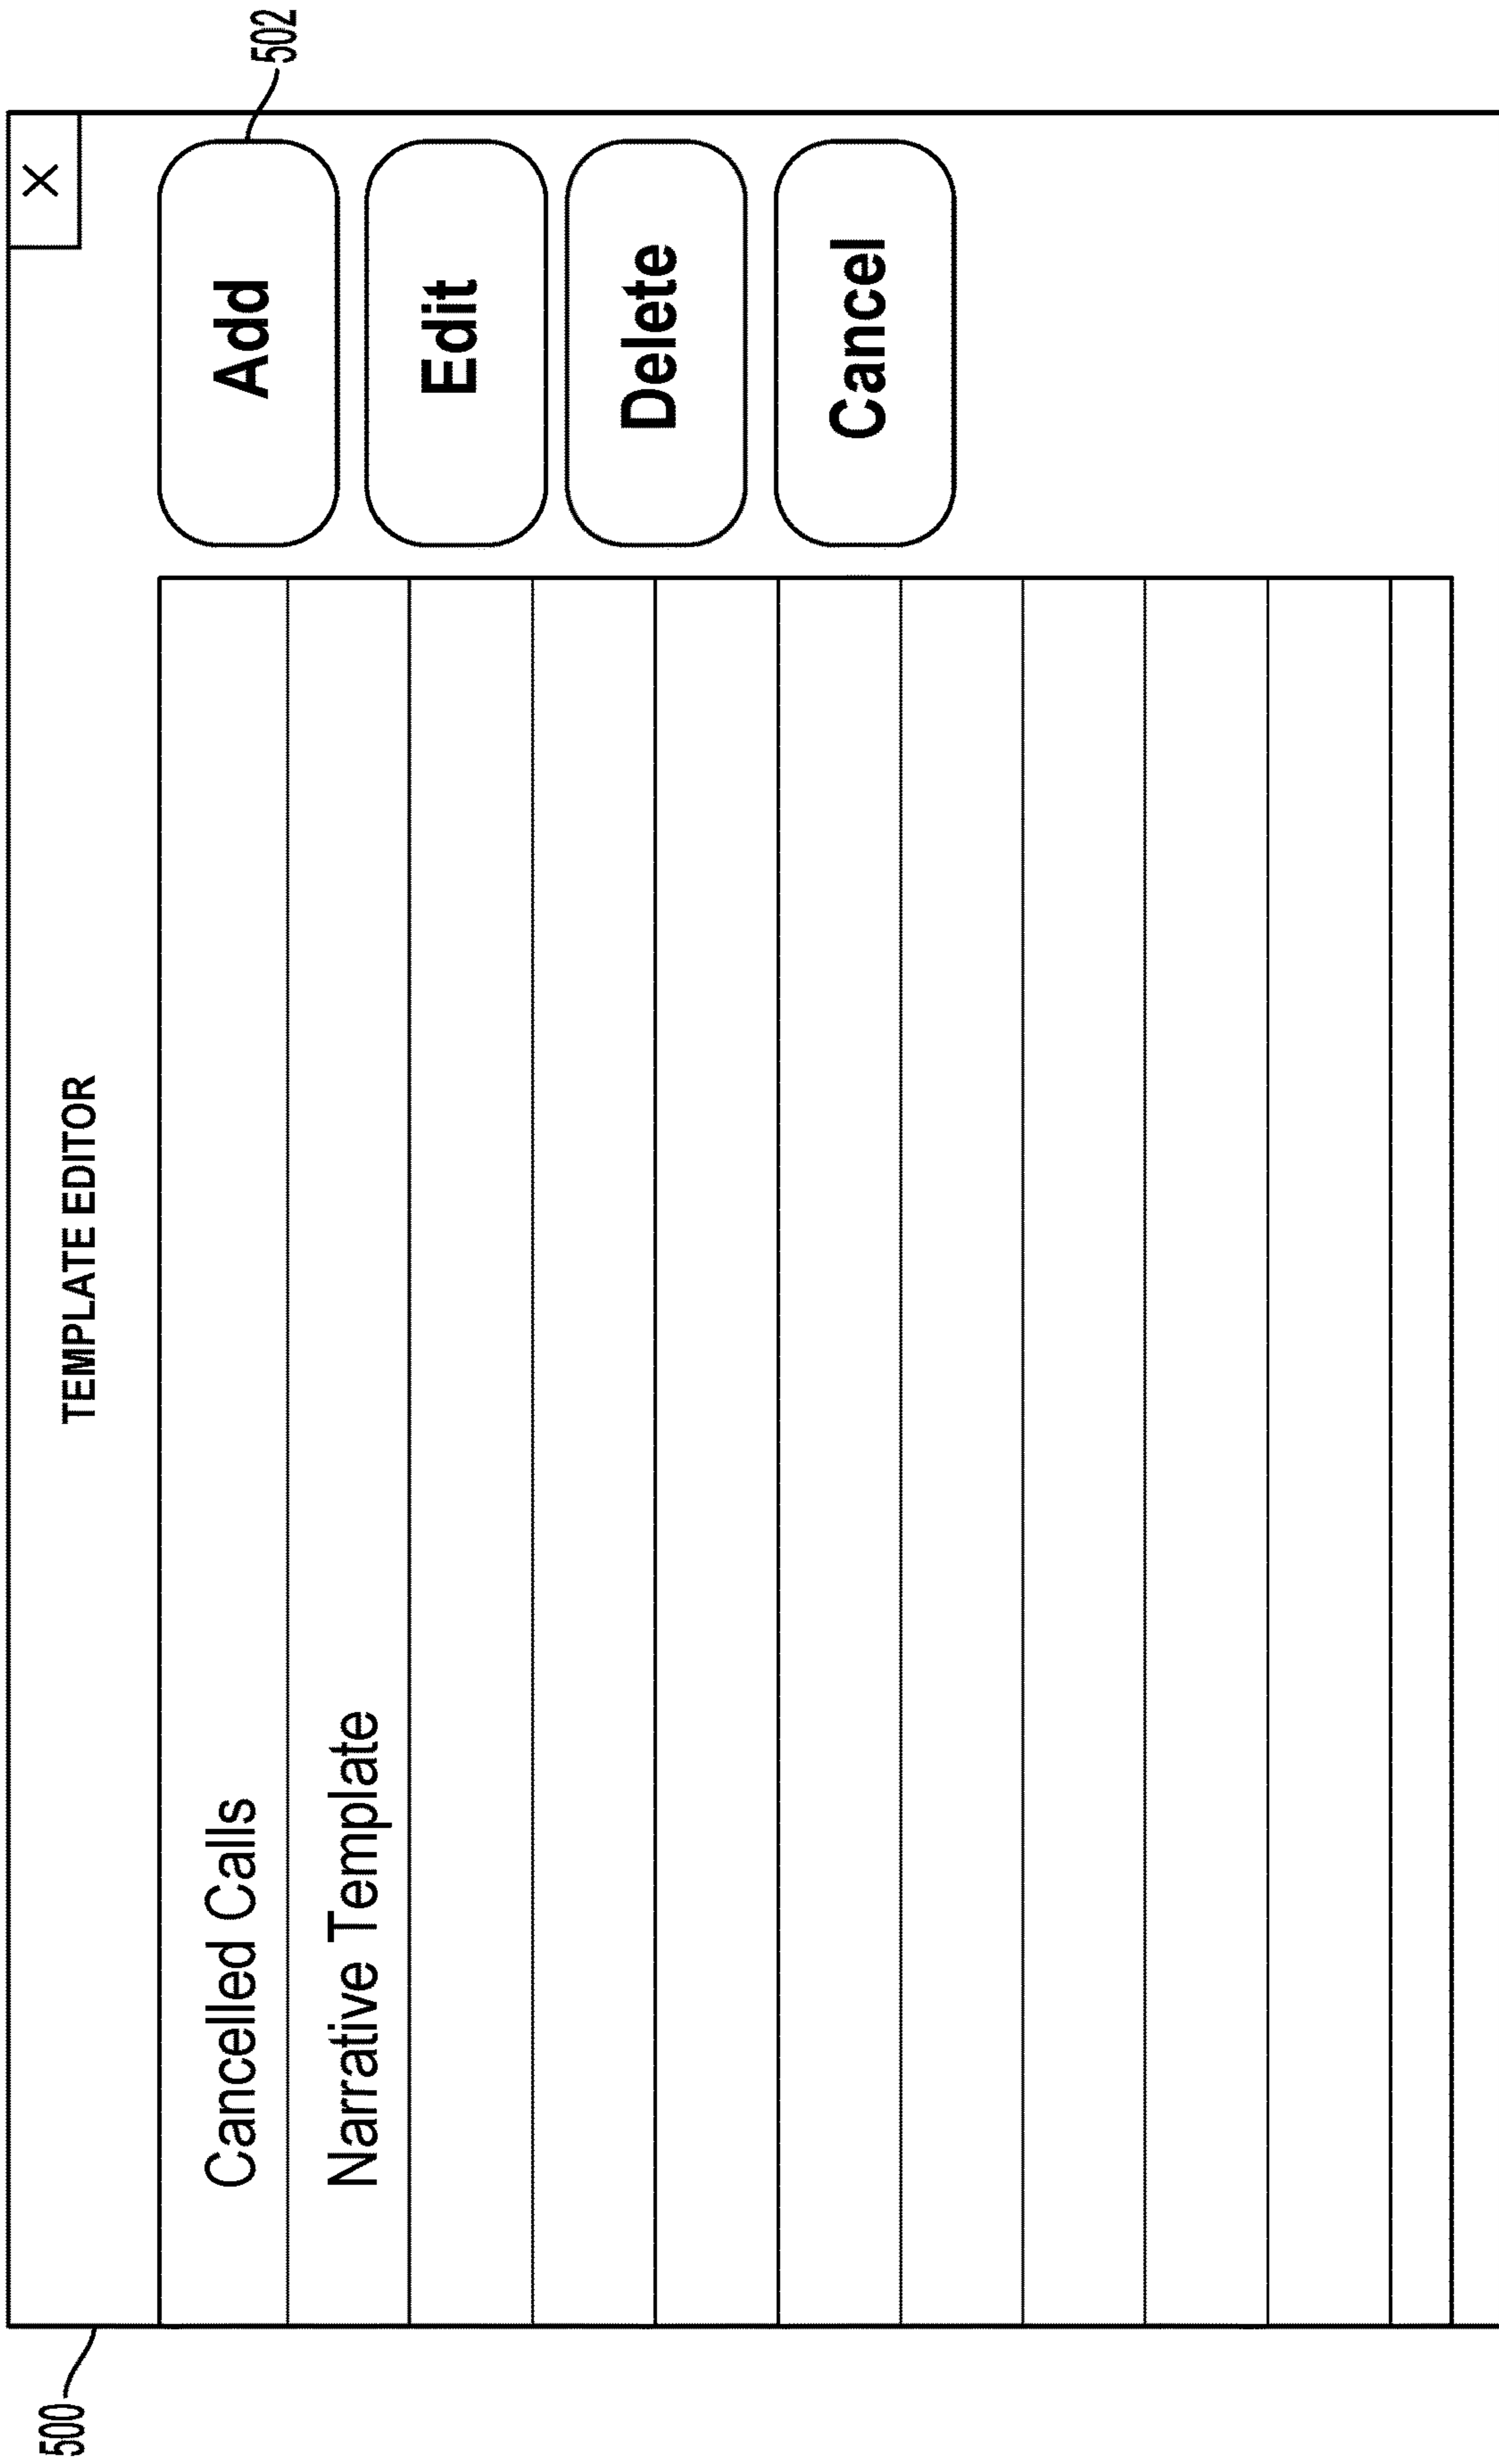 500
TEMPLATE EDITOR
X
Cancelled Calls
Narrative Template
Add
502
Edit
Delete
Cancel